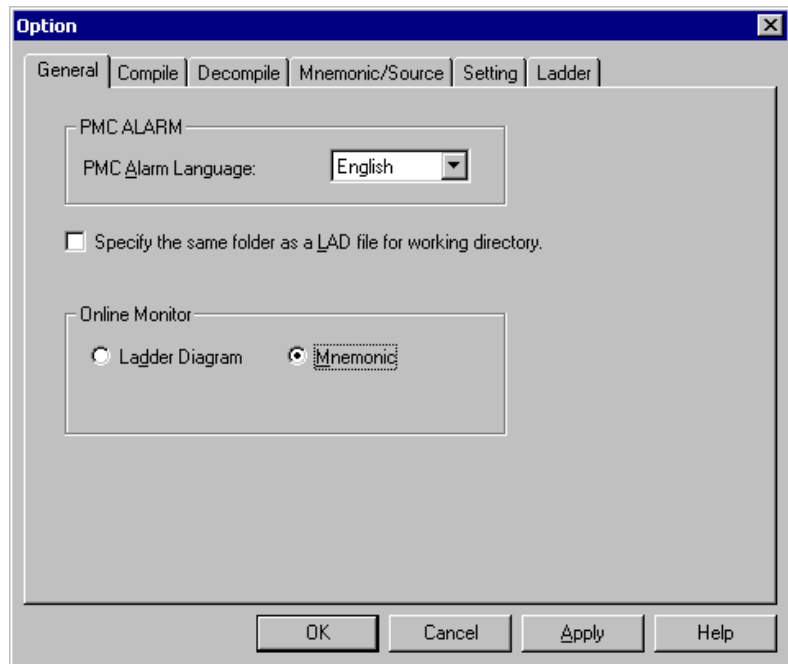 Option
General Compile Decompile Mnemonic/Source Setting Ladder
PMC ALARM
PMC Alarm Language: English
Specify the same folder as a LAD file for working directory.
Online Monitor
Ladder Diagram Mnemonic
OK Cancel Apply Help